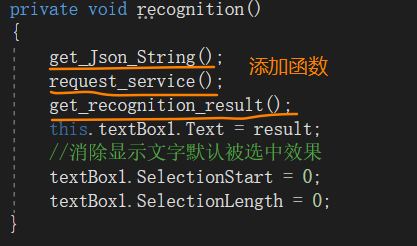 private void recognition()
{
get_Json_String();
request_service(); 添加函数
get_recognition_result();
this.textBox1.Text = result;
//消除显示文字默认被选中效果
textBox1.SelectionStart = 0;
textBox1.SelectionLength = 0;
}